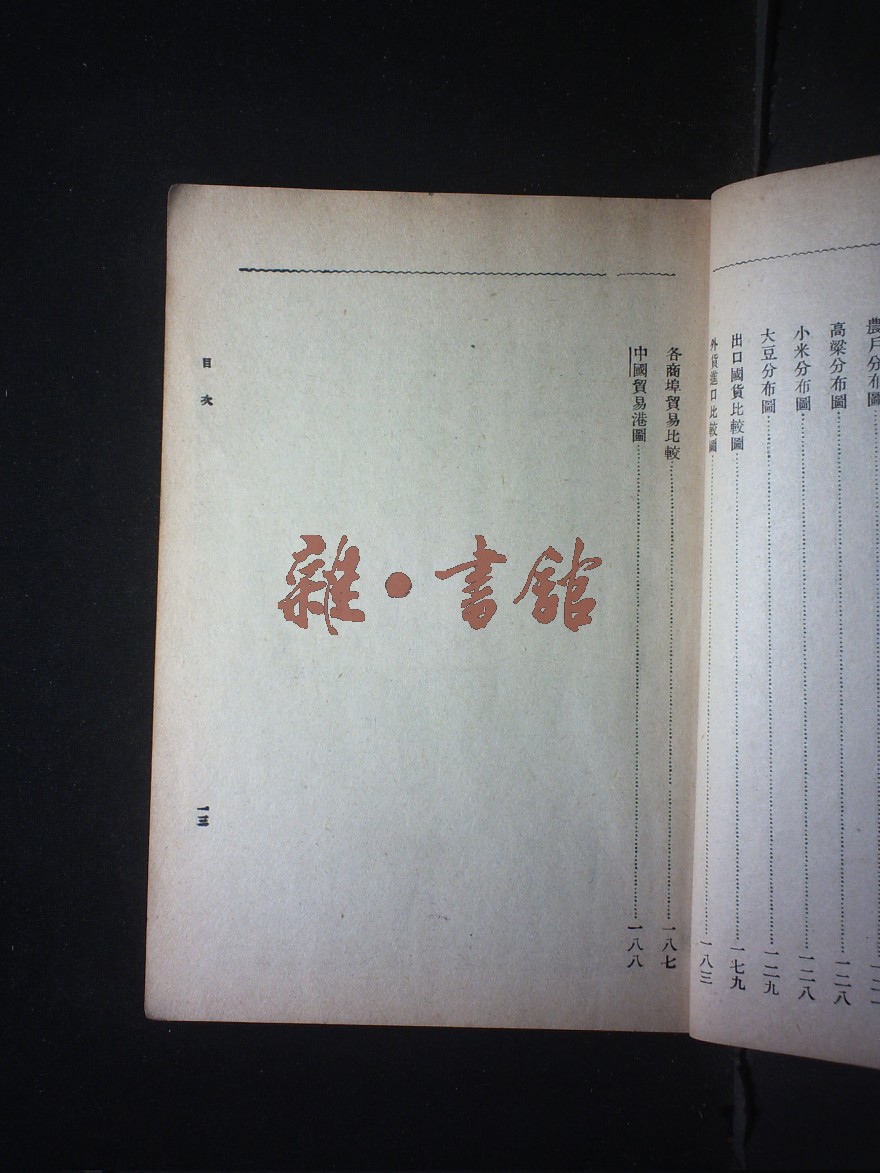 農戶分布圖
高粱分布圖……一二八
小米分布圖……一二八
大豆分布圖……一二九
出口國貨比較圖……一七九
外貨進口比較圖……一八三
各商埠貿易比較……一八七
中國貿易港圖……一八八
目次
一三
雜·書館